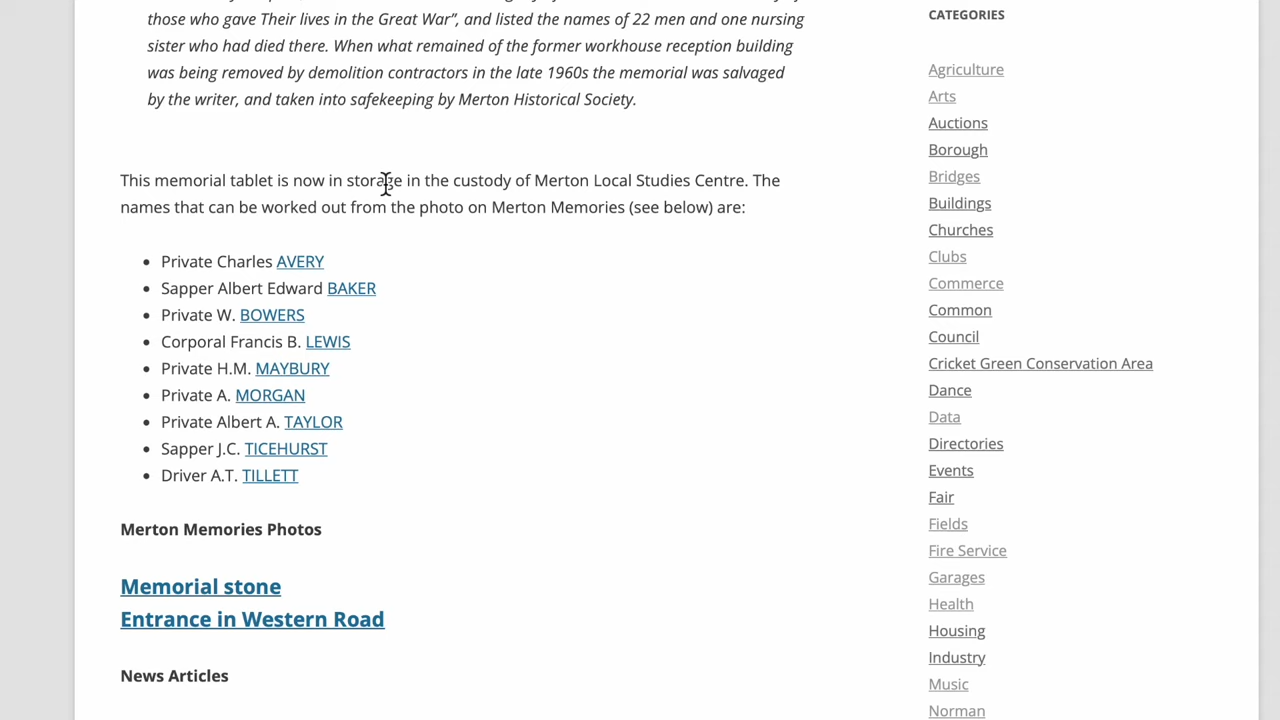 those who gave Their lives in the Great War”, and listed the names of 22 men and one nursing
sister who had died there. When what remained of the former workhouse reception building
was being removed by demolition contractors in the late 1960s the memorial was salvaged
by the writer, and taken into safekeeping by Merton Historical Society.
This memorial tablet is now in storage in the custody of Merton Local Studies Centre. The
names that can be worked out from the photo on Merton Memories (see below) are:
Private Charles AVERY
Sapper Albert Edward BAKER
Private W. BOWERS
Corporal Francis B. LEWIS
Private H.M. MAYBURY
Private A. MORGAN
Private Albert A. TAYLOR
Sapper J.C. TICEHURST
Driver A.T. TILLETT
Merton Memories Photos
Memorial stone
Entrance in Western Road
News Articles
CATEGORIES
Agriculture
Arts
Auctions
Borough
Bridges
Buildings
Churches
Clubs
Commerce
Common
Council
Cricket Green Conservation Area
Dance
Data
Directories
Events
Fair
Fields
Fire Service
Garages
Health
Housing
Industry
Music
Norman